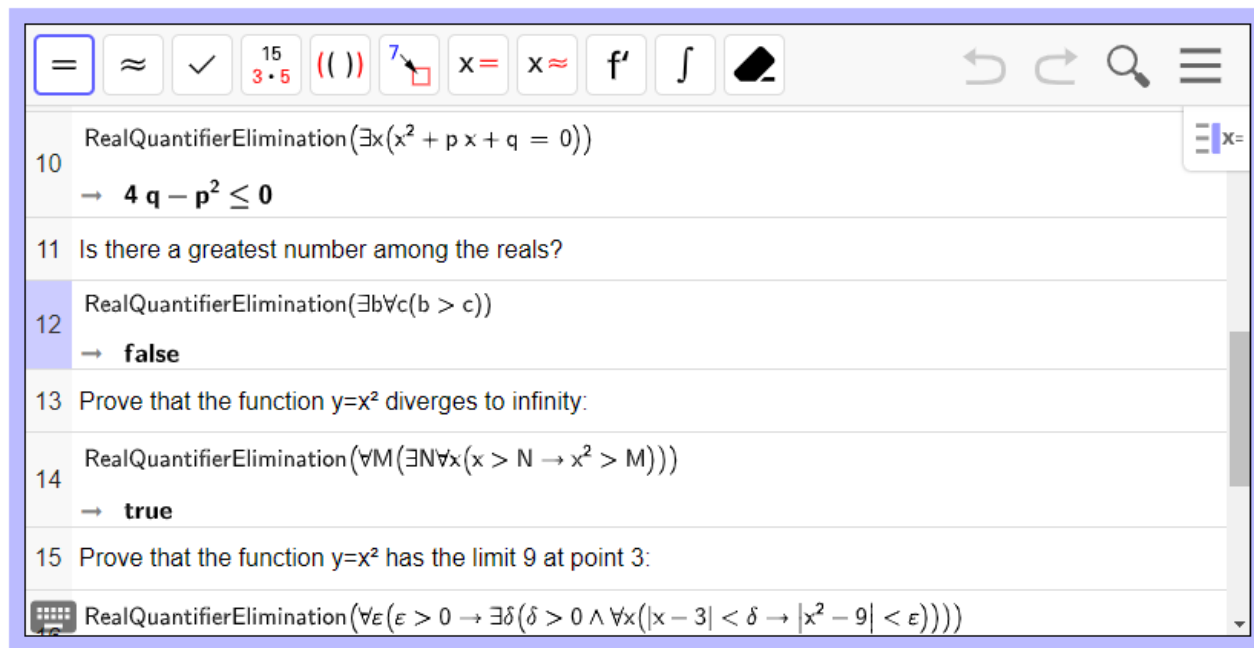 = ≈ ✓ 15 3·5 (( )) 7 x= x≈ f′ ∫
x=
10 RealQuantifierElimination(∃x(x² + p x + q = 0))
→ 4 q − p² ≤ 0
11 Is there a greatest number among the reals?
12 RealQuantifierElimination(∃b∀c(b > c))
→ false
13 Prove that the function y=x² diverges to infinity:
14 RealQuantifierElimination(∀M(∃N∀x(x > N → x² > M)))
→ true
15 Prove that the function y=x² has the limit 9 at point 3:
RealQuantifierElimination(∀ε(ε > 0 → ∃δ(δ > 0 ∧ ∀x(|x − 3| < δ → |x² − 9| < ε))))